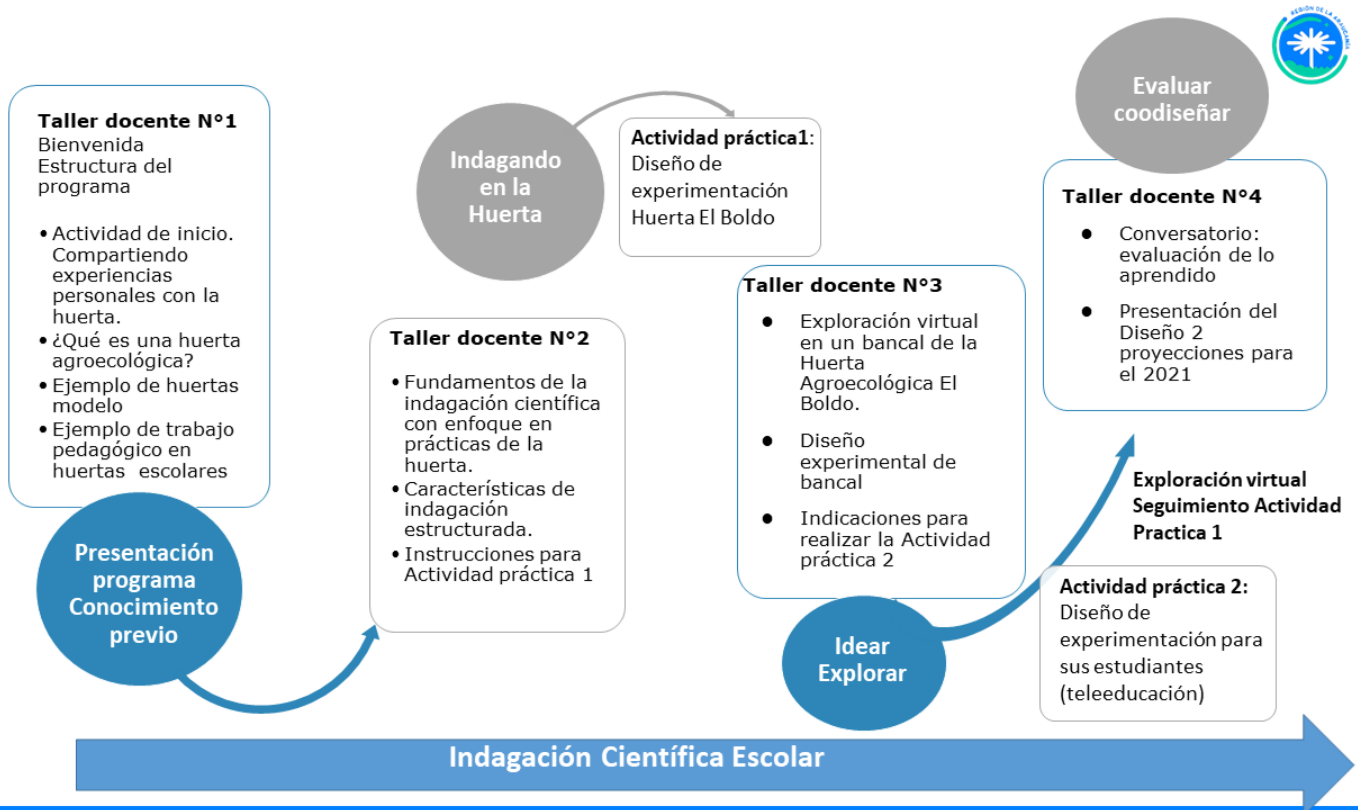 REGIÓN DE LA ARAUCANÍA
Taller docente N°1
Bienvenida
Estructura del
programa
• Actividad de inicio.
Compartiendo
experiencias
personales con la
huerta.
• ¿Qué es una huerta
agroecológica?
• Ejemplo de huertas
modelo
• Ejemplo de trabajo
pedagógico en
huertas escolares
Presentación
programa
Conocimiento
previo
Taller docente N°2
• Fundamentos de la
indagación científica
con enfoque en
prácticas de la
huerta.
• Características de
indagación
estructurada.
• Instrucciones para
Actividad práctica 1
Indagando
en la
Huerta
Actividad práctica1:
Diseño de
experimentación
Huerta El Boldo
Taller docente N°3
● Exploración virtual
en un bancal de la
Huerta
Agroecológica El
Boldo.
● Diseño
experimental de
bancal
● Indicaciones para
realizar la Actividad
práctica 2
Idear
Explorar
Evaluar
coodiseñar
Taller docente N°4
● Conversatorio:
evaluación de lo
aprendido
● Presentación del
Diseño 2
proyecciones para
el 2021
Exploración virtual
Seguimiento Actividad
Practica 1
Actividad práctica 2:
Diseño de
experimentación para
sus estudiantes
(teleeducación)
Indagación Científica Escolar